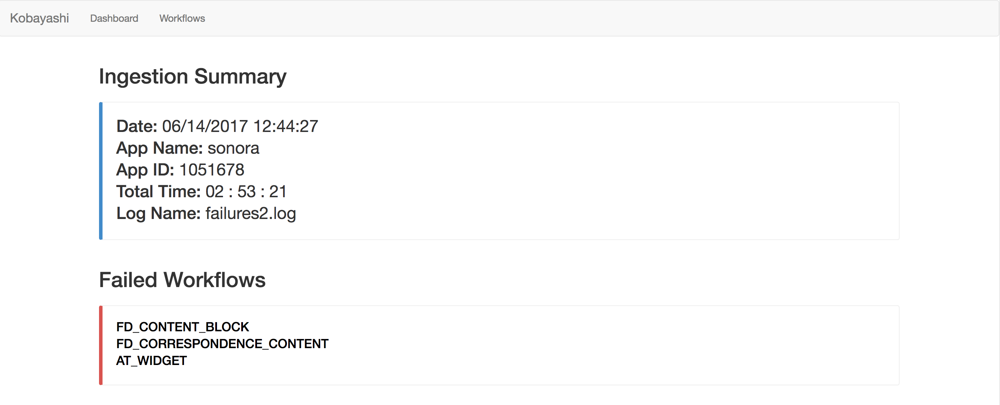 Kobayashi Dashboard Workflows
Ingestion Summary
Date: 06/14/2017 12:44:27
App Name: sonora
App ID: 1051678
Total Time: 02 : 53 : 21
Log Name: failures2.log
Failed Workflows
FD_CONTENT_BLOCK
FD_CORRESPONDENCE_CONTENT
AT_WIDGET